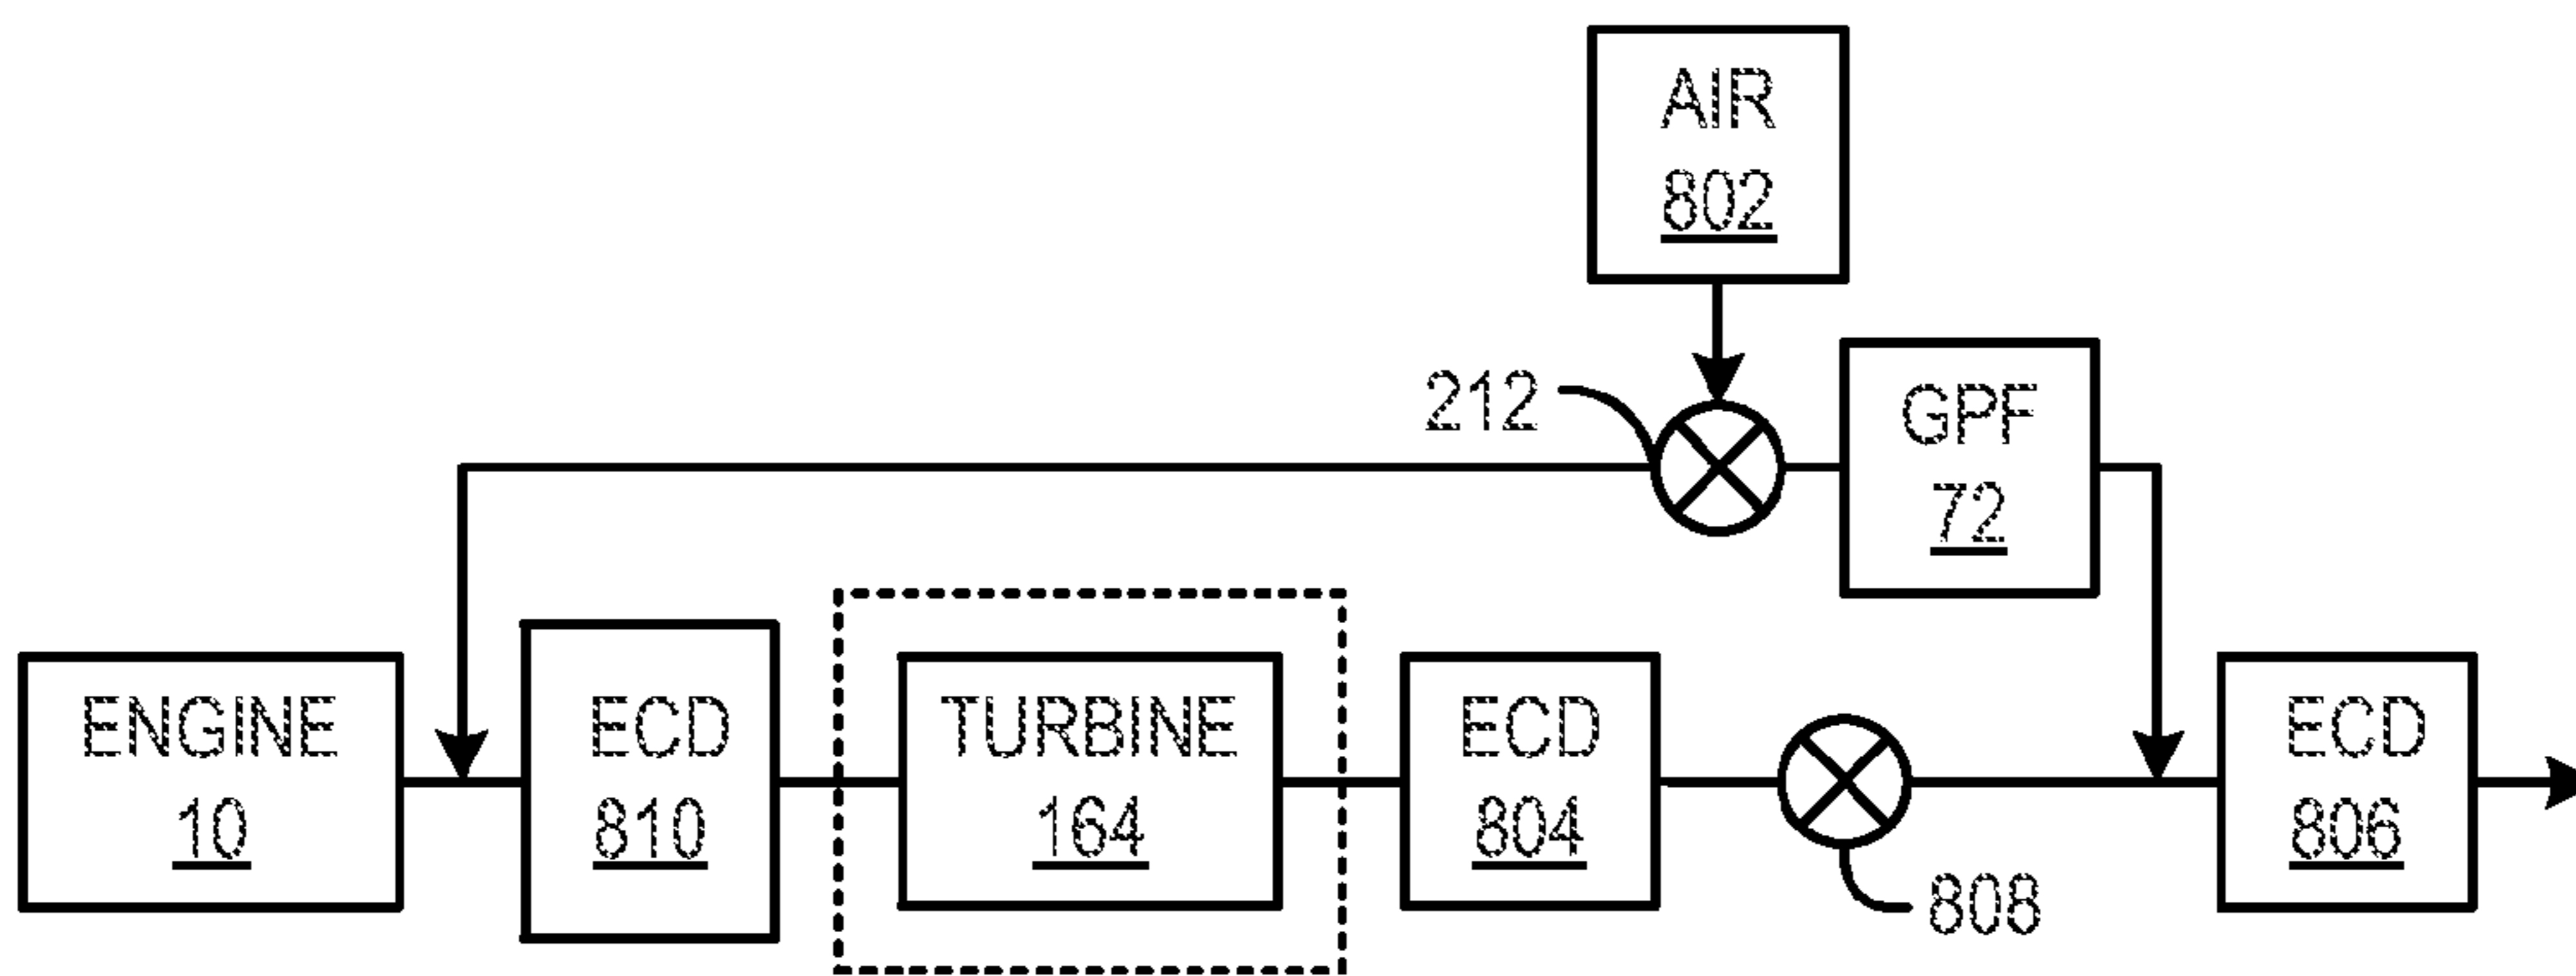 AIR
802
212
GPF
72
ENGINE
10
ECD
810
TURBINE
164
ECD
804
808
ECD
806